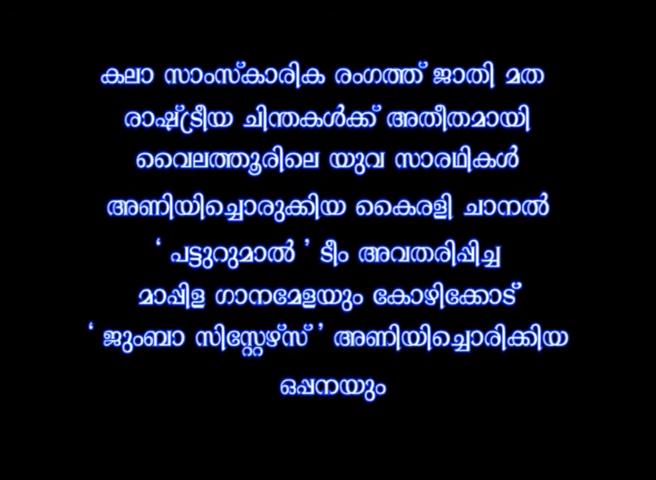 കലാ സാംസ്കാരിക രംഗത്ത് ജാതി മത
രാഷ്ട്രീയ ചിന്തകൾക്ക് അതീതമായി
വൈലത്തൂരിലെ യുവ സാരഥികൾ
അണിയിച്ചൊരുക്കിയ കൈരളി ചാനൽ
‘ പട്ടുറുമാൽ ’ ടീം അവതരിപ്പിച്ച
മാപ്പിള ഗാനമേളയും കോഴിക്കോട്
‘ ജുംബാ സിസ്റ്റേഴ്സ് ’ അണിയിച്ചൊരിക്കിയ
ഒപ്പനയും